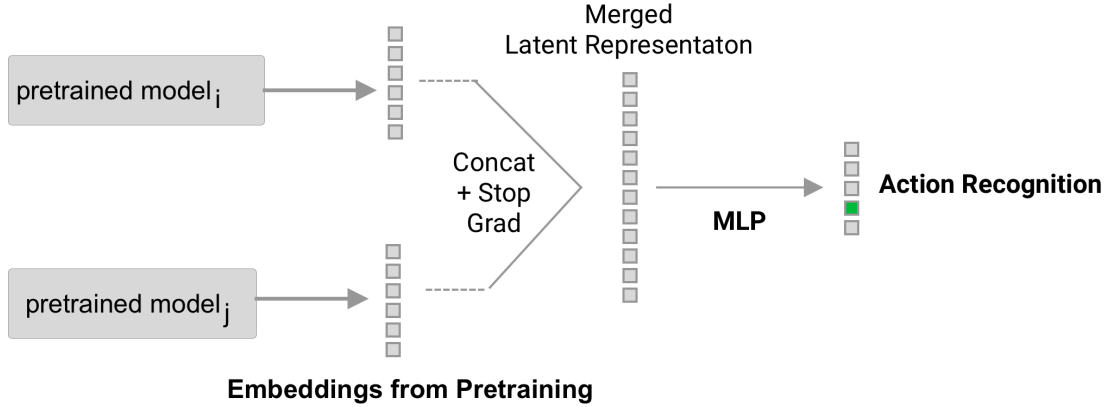 Merged
Latent Representaton
pretrained model i
Concat
+ Stop
Grad
Action Recognition
MLP
pretrained model j
Embeddings from Pretraining